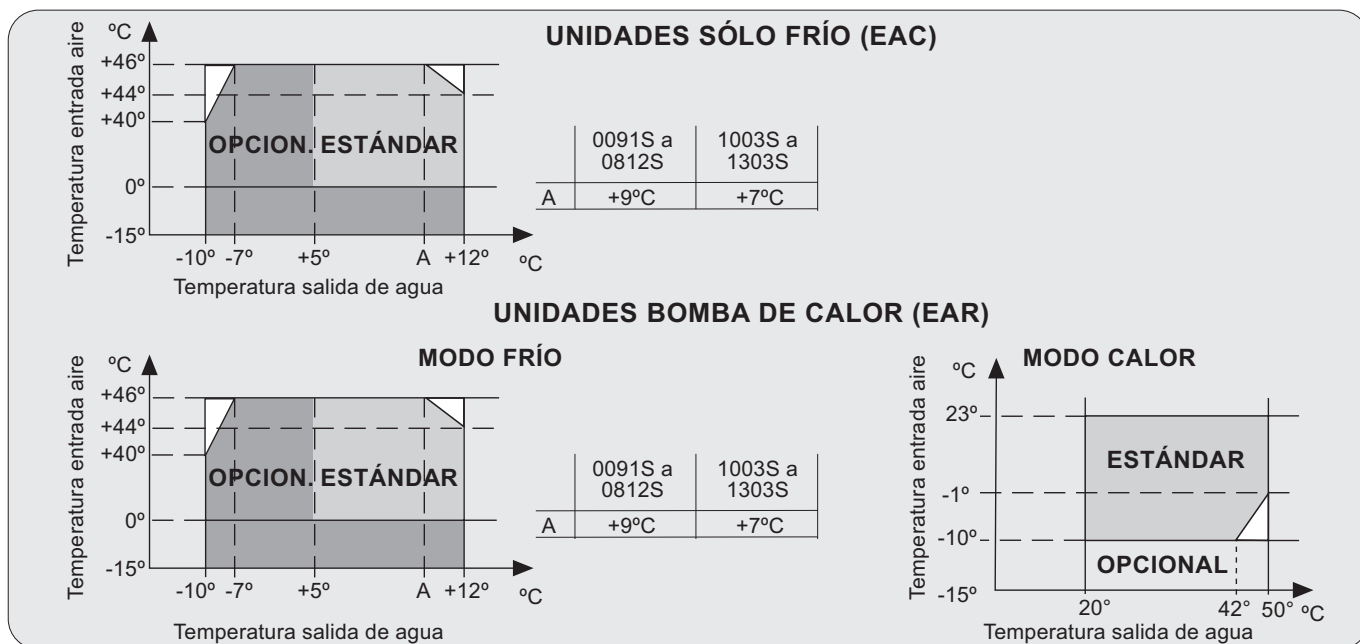 UNIDADES SÓLO FRÍO (EAC)
ºC
Temperatura entrada aire
+46º
+44º
+40º
0º
-15º
OPCION. ESTÁNDAR
-10º -7º +5º A +12º ºC
Temperatura salida de agua
0091S a 1003S a
0812S 1303S
A +9ºC +7ºC
UNIDADES BOMBA DE CALOR (EAR)
MODO FRÍO
ºC
Temperatura entrada aire
+46º
+44º
+40º
0º
-15º
OPCION. ESTÁNDAR
-10º -7º +5º A +12º ºC
Temperatura salida de agua
0091S a 1003S a
0812S 1303S
A +9ºC +7ºC
MODO CALOR
ºC
Temperatura entrada aire
23º
-1º
-10º
-15º
ESTÁNDAR
OPCIONAL
20° 42° 50° ºC
Temperatura salida de agua